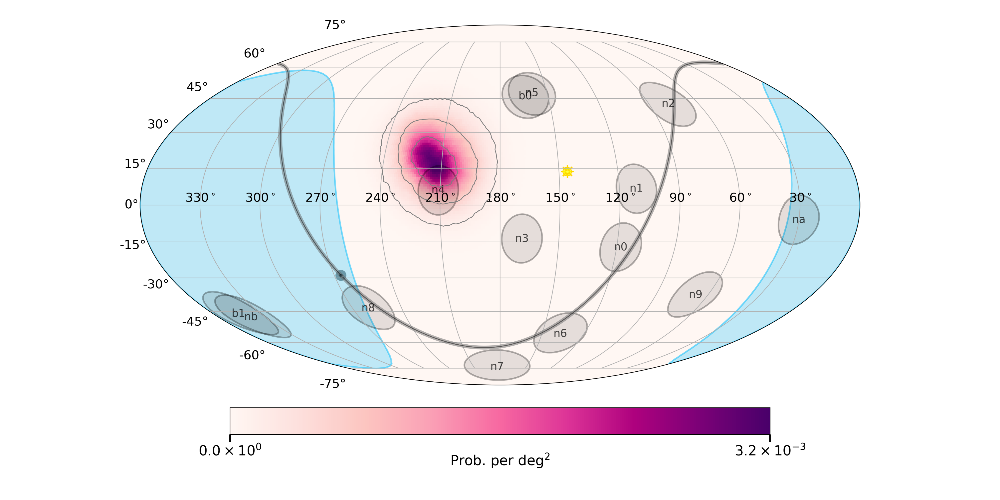 75°
60°
45°
b0 n5
n2
30°
15°
n4
n1
330° 300° 270° 240° 210° 180° 150° 120° 90° 60° 30°
0°
na
n3
n0
-15°
-30°
n9
n8
b1 nb
-45°
n6
-60°
n7
-75°
0.0 × 10⁰
3.2 × 10⁻³
Prob. per deg²